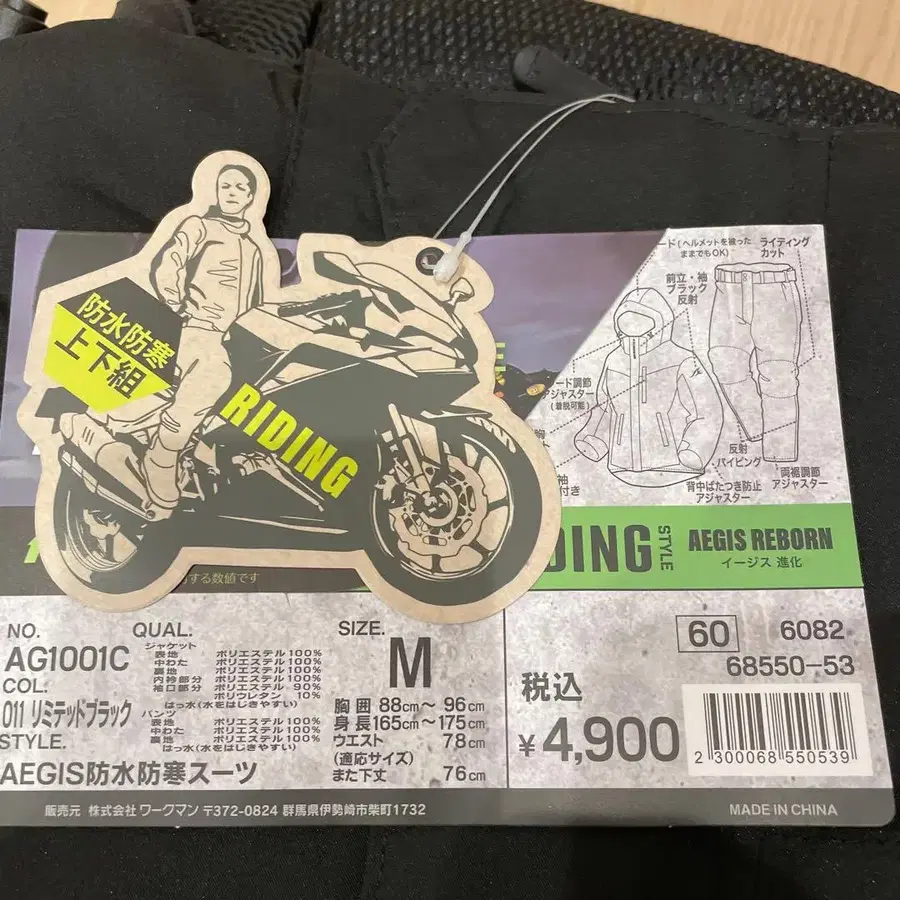 防水防寒
上下組
RIDING
ード(ヘルメットを被った
ままでもOK)
ライディング
カット
前立・袖
ブラック
反射
ード調節
アジャスター
(着脱可能)
胸
袖
付き
反射
パイピング
背中ばたつき防止
アジャスター
両裾調節
アジャスター
DING STYLE
AEGIS REBORN
イージス 進化
する数値です
NO.
AG1001C
COL.
011 リミテッドブラック
STYLE.
AEGIS防水防寒スーツ
QUAL.
ジャケット
表地 ポリエステル100%
中わた ポリエステル100%
裏地 ポリエステル100%
内衿部分 ポリエステル100%
袖口部分 ポリエステル 90%
ポリウレタン 10%
はっ水(水をはじきやすい)
パンツ
表地 ポリエステル100%
中わた ポリエステル100%
裏地 ポリエステル100%
はっ水(水をはじきやすい)
SIZE.
M
胸囲 88cm～ 96cm
身長165cm～175cm
ウエスト 78cm
(適応サイズ)
また下丈 76cm
60 6082
68550-53
税込
¥4,900
2 300068 550539
販売元 株式会社 ワークマン 〒372-0824 群馬県伊勢崎市柴町1732
MADE IN CHINA